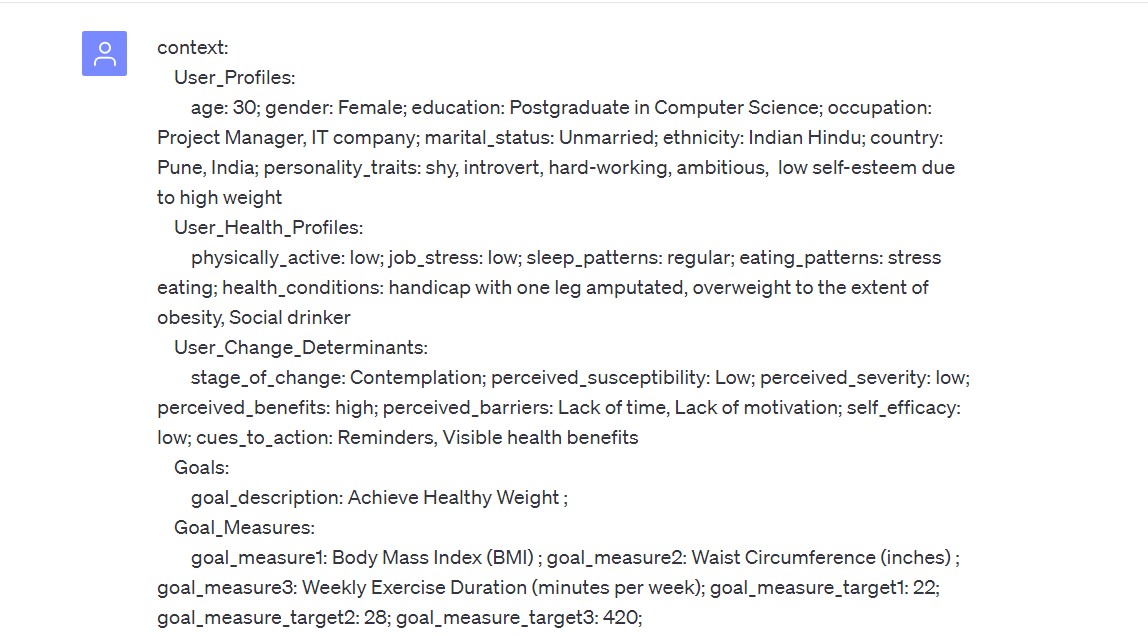 context:
User_Profiles:
age: 30; gender: Female; education: Postgraduate in Computer Science; occupation:
Project Manager, IT company; marital_status: Unmarried; ethnicity: Indian Hindu; country:
Pune, India; personality_traits: shy, introvert, hard-working, ambitious,  low self-esteem due
to high weight
User_Health_Profiles:
physically_active: low; job_stress: low; sleep_patterns: regular; eating_patterns: stress
eating; health_conditions: handicap with one leg amputated, overweight to the extent of
obesity, Social drinker
User_Change_Determinants:
stage_of_change: Contemplation; perceived_susceptibility: Low; perceived_severity: low;
perceived_benefits: high; perceived_barriers: Lack of time, Lack of motivation; self_efficacy:
low; cues_to_action: Reminders, Visible health benefits
Goals:
goal_description: Achieve Healthy Weight ;
Goal_Measures:
goal_measure1: Body Mass Index (BMI) ; goal_measure2: Waist Circumference (inches) ;
goal_measure3: Weekly Exercise Duration (minutes per week); goal_measure_target1: 22;
goal_measure_target2: 28; goal_measure_target3: 420;